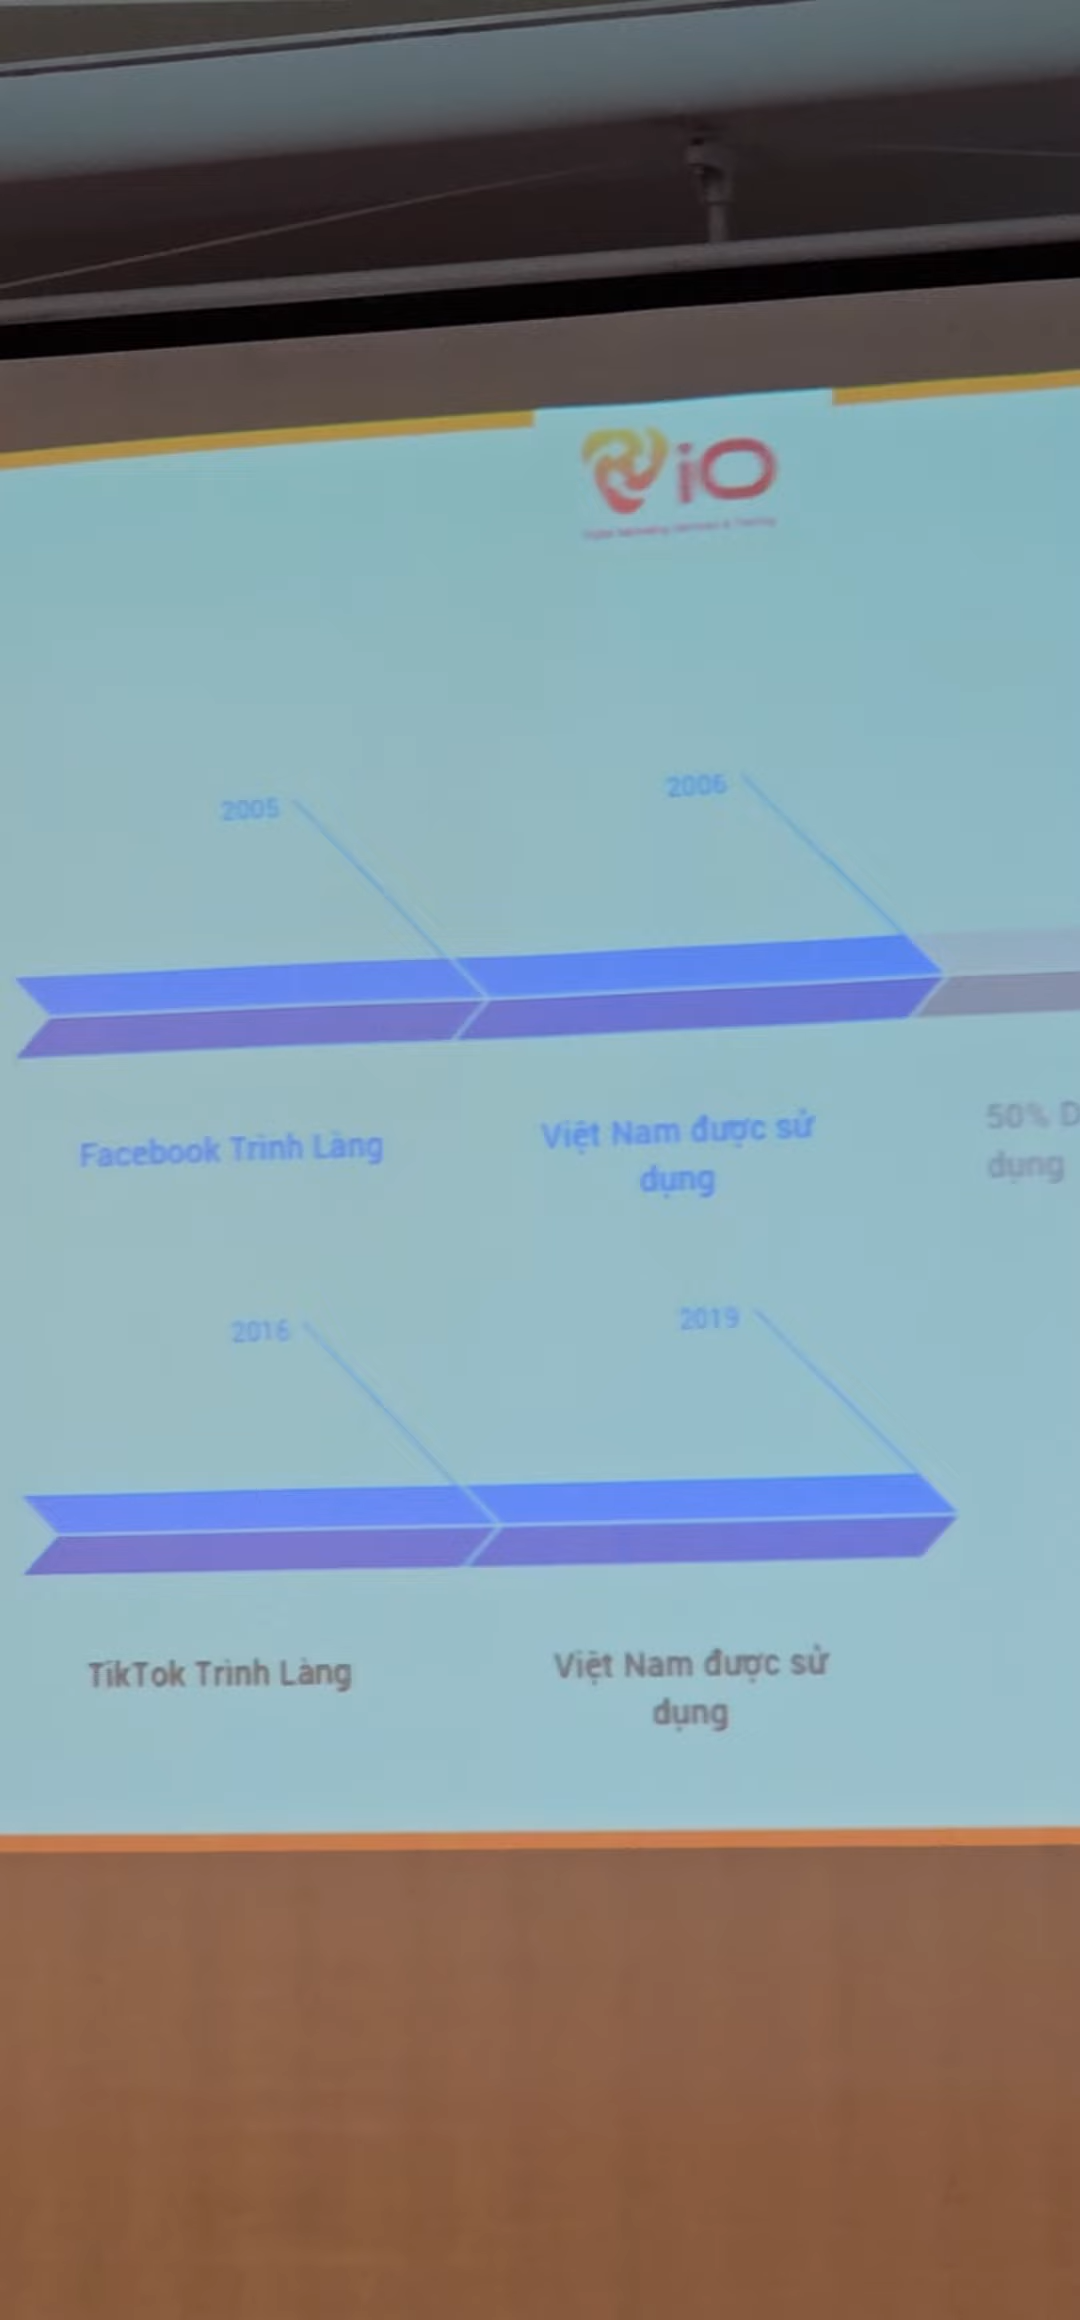 iO
2005
2006
Facebook Trình Làng
Việt Nam được sử
dụng
50% D
dụng
2016
2019
TikTok Trình Làng
Việt Nam được sử
dụng